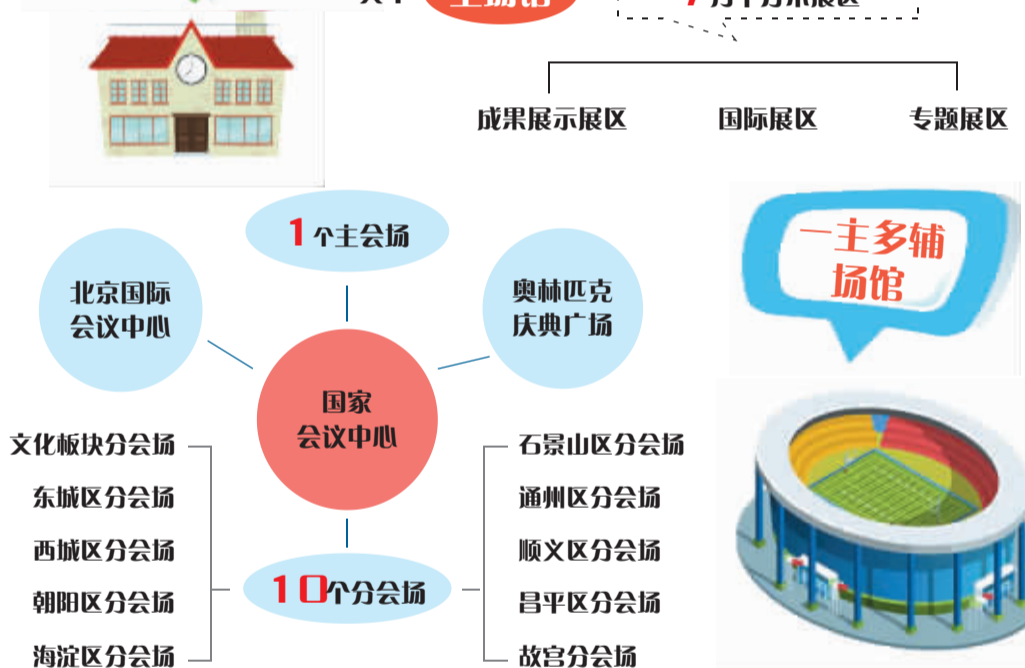 主场馆
成果展示展区
国际展区
专题展区
1个主会场
北京国际
会议中心
奥林匹克
庆典广场
一主多辅
场馆
国家
会议中心
文化板块分会场
东城区分会场
西城区分会场
朝阳区分会场
海淀区分会场
10个分会场
石景山区分会场
通州区分会场
顺义区分会场
昌平区分会场
故宫分会场